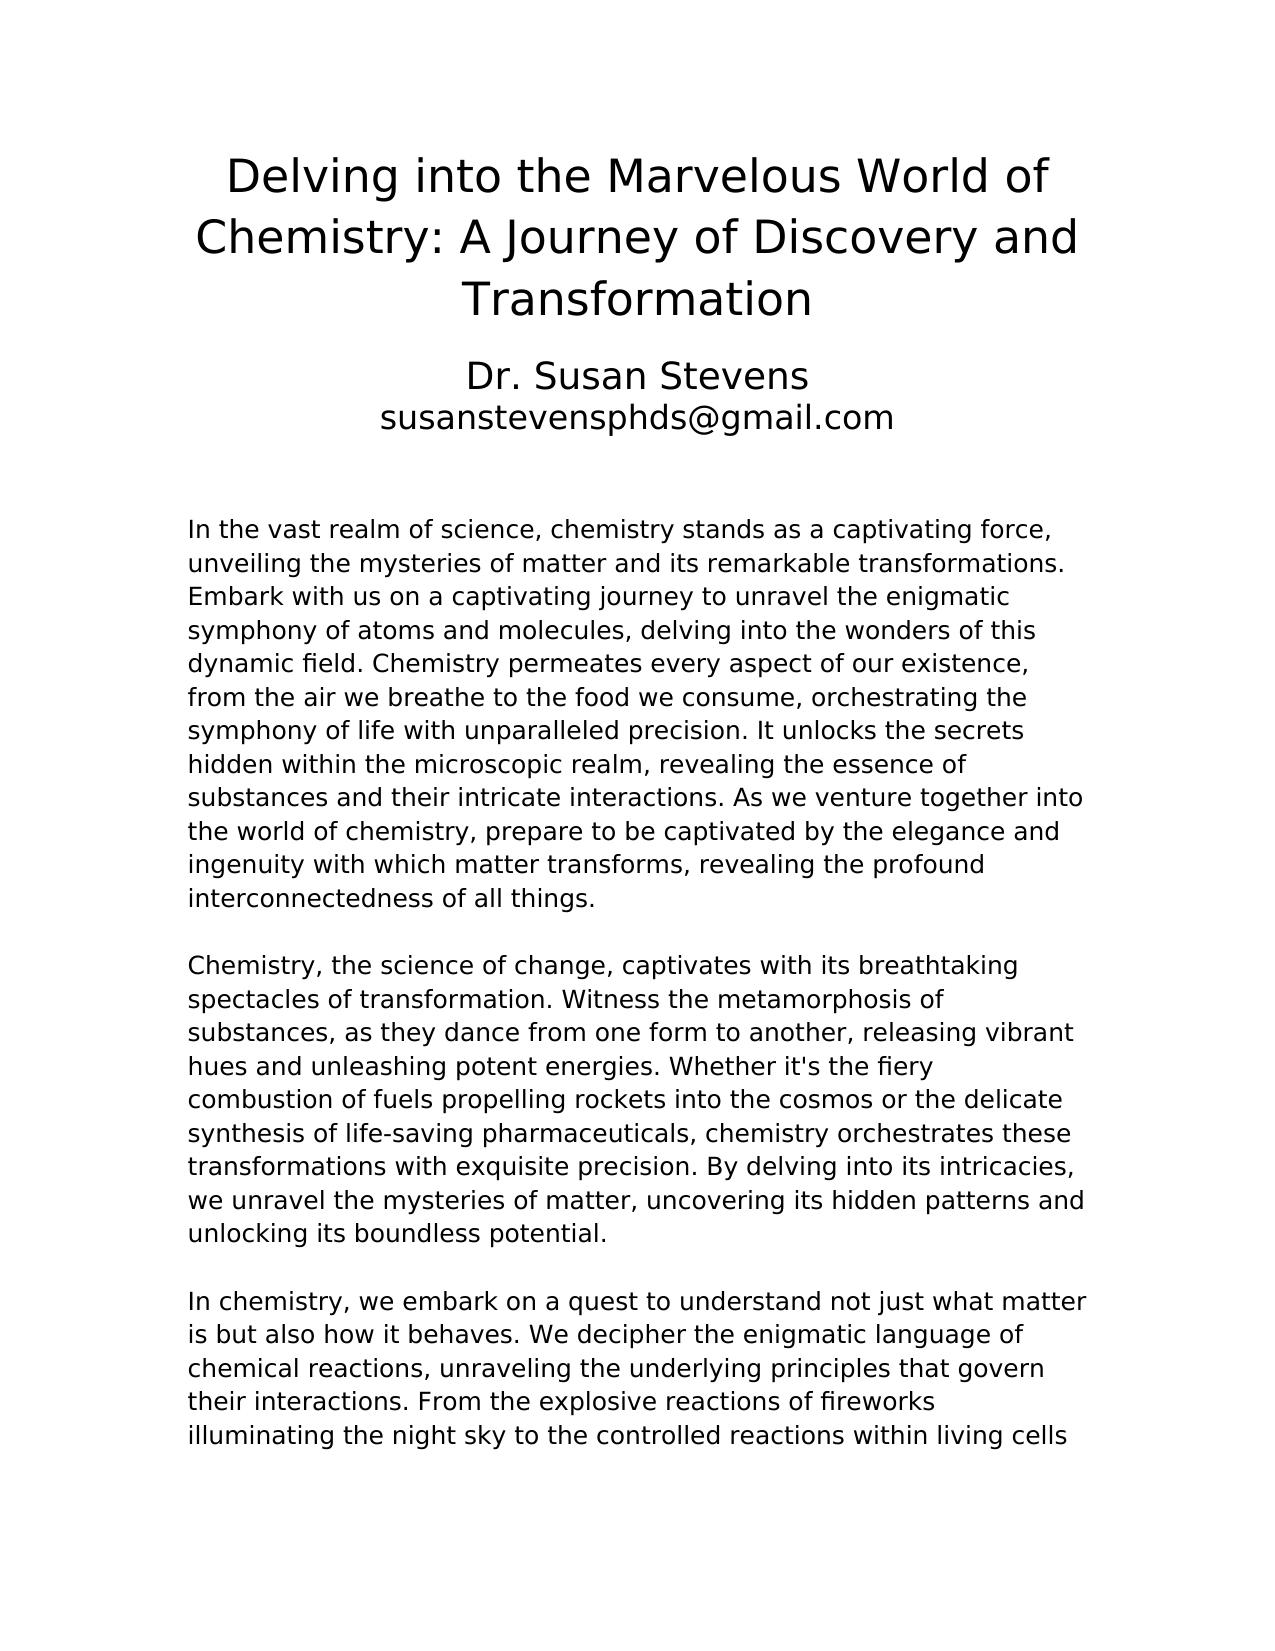 Delving into the Marvelous World of
Chemistry: A Journey of Discovery and
Transformation
Dr. Susan Stevens
susanstevensphds@gmail.com
In the vast realm of science, chemistry stands as a captivating force,
unveiling the mysteries of matter and its remarkable transformations.
Embark with us on a captivating journey to unravel the enigmatic
symphony of atoms and molecules, delving into the wonders of this
dynamic field. Chemistry permeates every aspect of our existence,
from the air we breathe to the food we consume, orchestrating the
symphony of life with unparalleled precision. It unlocks the secrets
hidden within the microscopic realm, revealing the essence of
substances and their intricate interactions. As we venture together into
the world of chemistry, prepare to be captivated by the elegance and
ingenuity with which matter transforms, revealing the profound
interconnectedness of all things.
Chemistry, the science of change, captivates with its breathtaking
spectacles of transformation. Witness the metamorphosis of
substances, as they dance from one form to another, releasing vibrant
hues and unleashing potent energies. Whether it's the fiery
combustion of fuels propelling rockets into the cosmos or the delicate
synthesis of life-saving pharmaceuticals, chemistry orchestrates these
transformations with exquisite precision. By delving into its intricacies,
we unravel the mysteries of matter, uncovering its hidden patterns and
unlocking its boundless potential.
In chemistry, we embark on a quest to understand not just what matter
is but also how it behaves. We decipher the enigmatic language of
chemical reactions, unraveling the underlying principles that govern
their interactions. From the explosive reactions of fireworks
illuminating the night sky to the controlled reactions within living cells